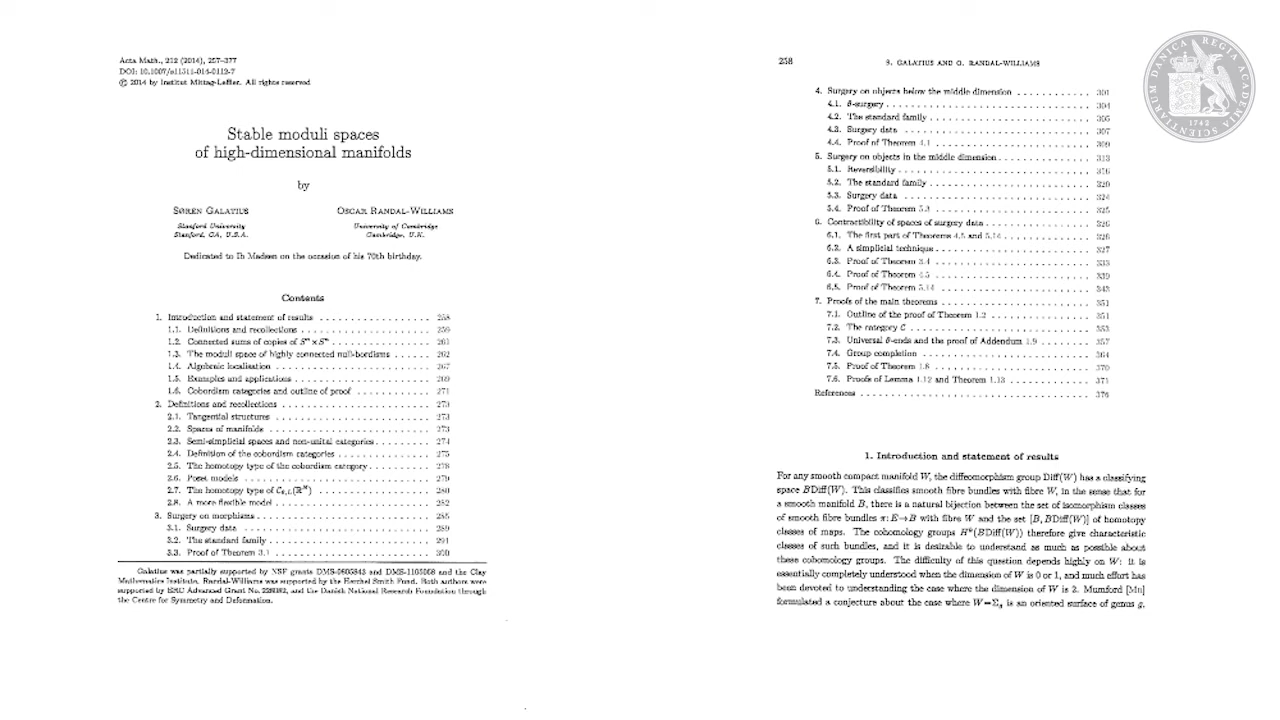 Acta Math., 212 (2014), 257–377
DOI: 10.1007/s11511-014-0112-7
© 2014 by Institut Mittag-Leffler. All rights reserved
Stable moduli spaces
of high-dimensional manifolds
by
Søren Galatius
Stanford University
Stanford, CA, U.S.A.
Oscar Randal-Williams
University of Cambridge
Cambridge, U.K.
Dedicated to Ib Madsen on the occasion of his 70th birthday.
Contents
1. Introduction and statement of results . . . 258
1.1. Definitions and recollections . . . 259
1.2. Connected sums of copies of Sⁿ×Sⁿ . . . 261
1.3. The moduli space of highly connected null-bordisms . . . 262
1.4. Algebraic localisation . . . 267
1.5. Examples and applications . . . 269
1.6. Cobordism categories and outline of proof . . . 271
2. Definitions and recollections . . . 273
2.1. Tangential structures . . . 273
2.2. Spaces of manifolds . . . 273
2.3. Semi-simplicial spaces and non-unital categories . . . 274
2.4. Definition of the cobordism categories . . . 275
2.5. The homotopy type of the cobordism category . . . 278
2.6. Poset models . . . 279
2.7. The homotopy type of C_θ,L(ℝᴺ) . . . 280
2.8. A more flexible model . . . 282
3. Surgery on morphisms . . . 285
3.1. Surgery data . . . 289
3.2. The standard family . . . 291
3.3. Proof of Theorem 3.1 . . . 300
Galatius was partially supported by NSF grants DMS-0805843 and DMS-1105058 and the Clay
Mathematics Institute. Randal-Williams was supported by the Herchel Smith Fund. Both authors were
supported by ERC Advanced Grant No. 228082, and the Danish National Research Foundation through
the Centre for Symmetry and Deformation.
258
S. GALATIUS AND O. RANDAL-WILLIAMS
4. Surgery on objects below the middle dimension . . . 301
4.1. θ-surgery . . . 304
4.2. The standard family . . . 305
4.3. Surgery data . . . 307
4.4. Proof of Theorem 4.1 . . . 309
5. Surgery on objects in the middle dimension . . . 313
5.1. Reversibility . . . 316
5.2. The standard family . . . 320
5.3. Surgery data . . . 324
5.4. Proof of Theorem 5.3 . . . 325
6. Contractibility of spaces of surgery data . . . 326
6.1. The first part of Theorems 4.5 and 5.14 . . . 326
6.2. A simplicial technique . . . 327
6.3. Proof of Theorem 3.4 . . . 333
6.4. Proof of Theorem 4.5 . . . 339
6.5. Proof of Theorem 5.14 . . . 343
7. Proofs of the main theorems . . . 351
7.1. Outline of the proof of Theorem 1.2 . . . 351
7.2. The category C . . . 353
7.3. Universal θ-ends and the proof of Addendum 1.9 . . . 357
7.4. Group completion . . . 364
7.5. Proof of Theorem 1.8 . . . 370
7.6. Proofs of Lemma 1.12 and Theorem 1.13 . . . 371
References . . . 376
1. Introduction and statement of results
For any smooth compact manifold W, the diffeomorphism group Diff(W) has a classifying
space BDiff(W). This classifies smooth fibre bundles with fibre W, in the sense that for
a smooth manifold B, there is a natural bijection between the set of isomorphism classes
of smooth fibre bundles π: E→B with fibre W and the set [B, BDiff(W)] of homotopy
classes of maps. The cohomology groups Hᵏ(BDiff(W)) therefore give characteristic
classes of such bundles, and it is desirable to understand as much as possible about
these cohomology groups. The difficulty of this question depends highly on W: it is
essentially completely understood when the dimension of W is 0 or 1, and much effort has
been devoted to understanding the case where the dimension of W is 2. Mumford [Mu]
formulated a conjecture about the case where W=Σg is an oriented surface of genus g,
SCIENTIARUM DANICA REGIA ACADEMIA
1742